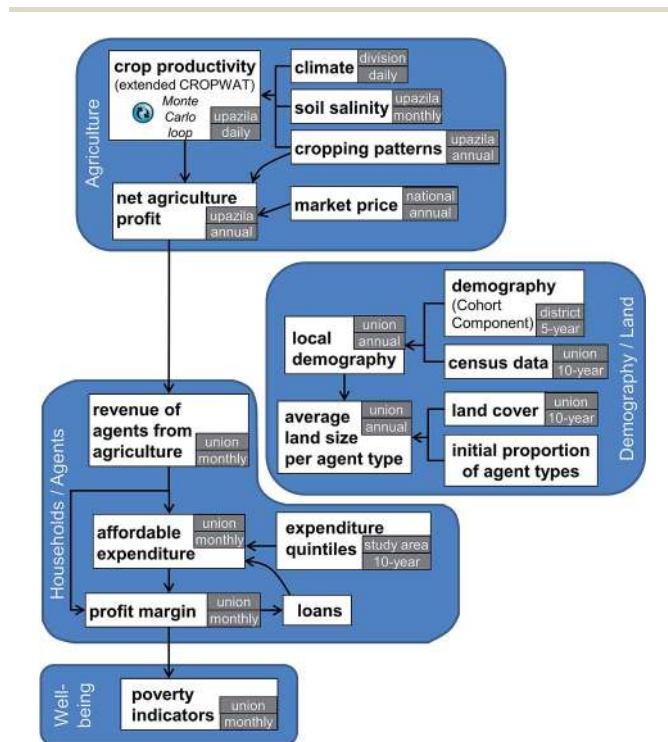 Agriculture
crop productivity
(extended CROPWAT)
Monte
Carlo
loop
upazila
daily
climate
division
daily
soil salinity
upazila
monthly
cropping patterns
upazila
annual
net agriculture
profit
upazila
annual
market price
national
annual
Demography / Land
demography
(Cohort
Component)
district
5-year
local
demography
union
annual
census data
union
10-year
average
land size
per agent type
union
annual
land cover
union
10-year
initial proportion
of agent types
Households / Agents
revenue of
agents from
agriculture
union
monthly
affordable
expenditure
union
monthly
expenditure
quintiles
study area
10-year
profit margin
union
monthly
loans
Well-
being
poverty
indicators
union
monthly